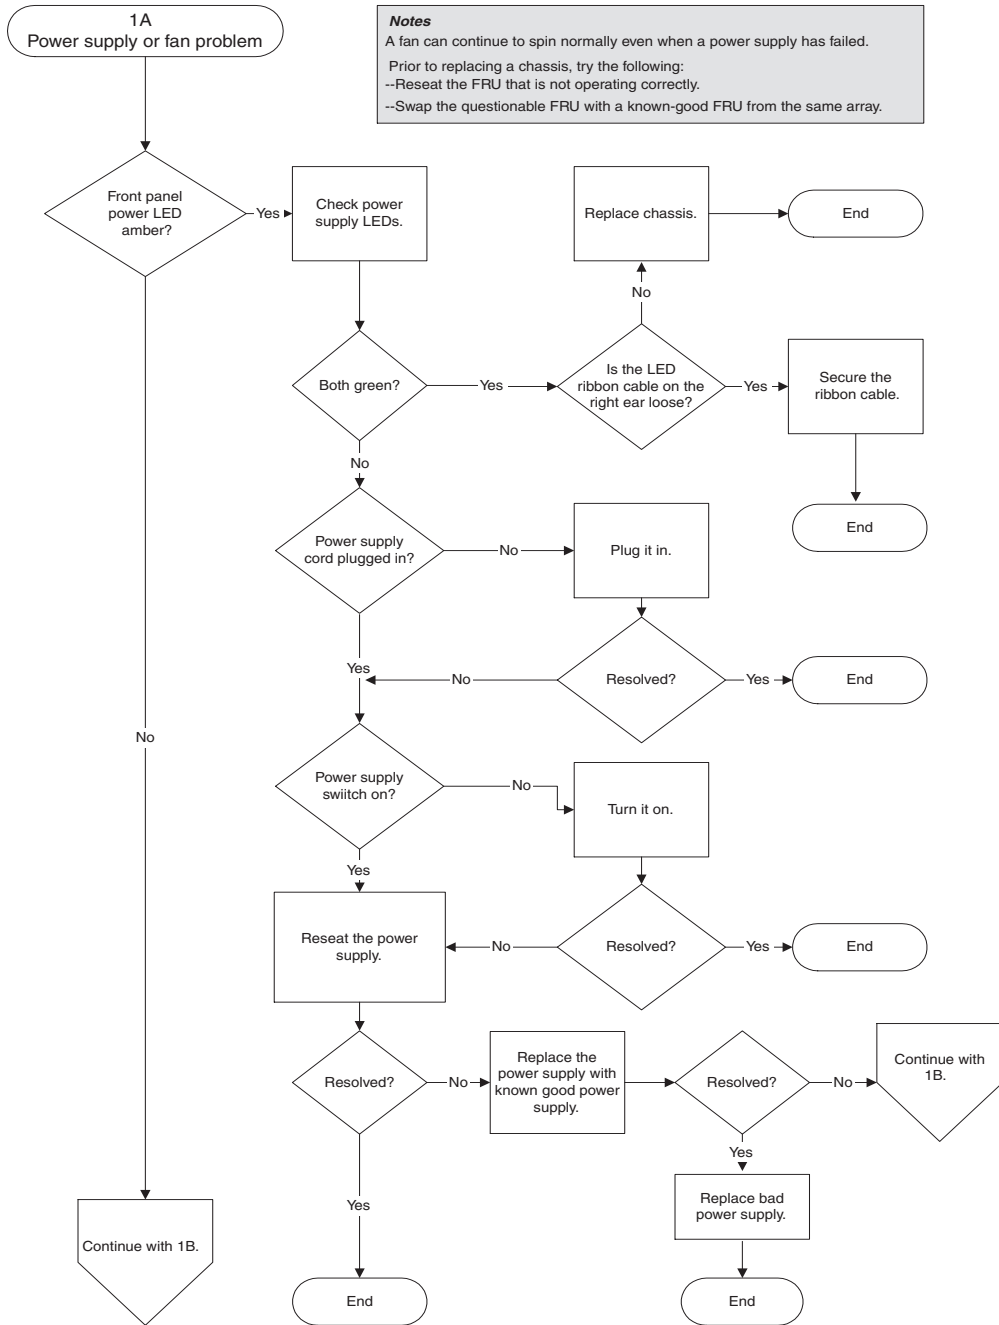 1A
Power supply or fan problem
Notes
A fan can continue to spin normally even when a power supply has failed.
Prior to replacing a chassis, try the following:
--Reseat the FRU that is not operating correctly.
--Swap the questionable FRU with a known-good FRU from the same array.
Front panel
power LED
amber?
Yes
Check power
supply LEDs.
Replace chassis.
End
No
Both green?
Yes
Is the LED
ribbon cable on the
right ear loose?
Yes
Secure the
ribbon cable.
No
End
Power supply
cord plugged in?
No
Plug it in.
Yes
No
Resolved?
Yes
End
No
Power supply
swiitch on?
No
Turn it on.
Yes
Reseat the power
supply.
No
Resolved?
Yes
End
Resolved?
No
Replace the
power supply with
known good power
supply.
Resolved?
No
Continue with
1B.
Yes
Yes
Replace bad
power supply.
Continue with 1B.
End
End